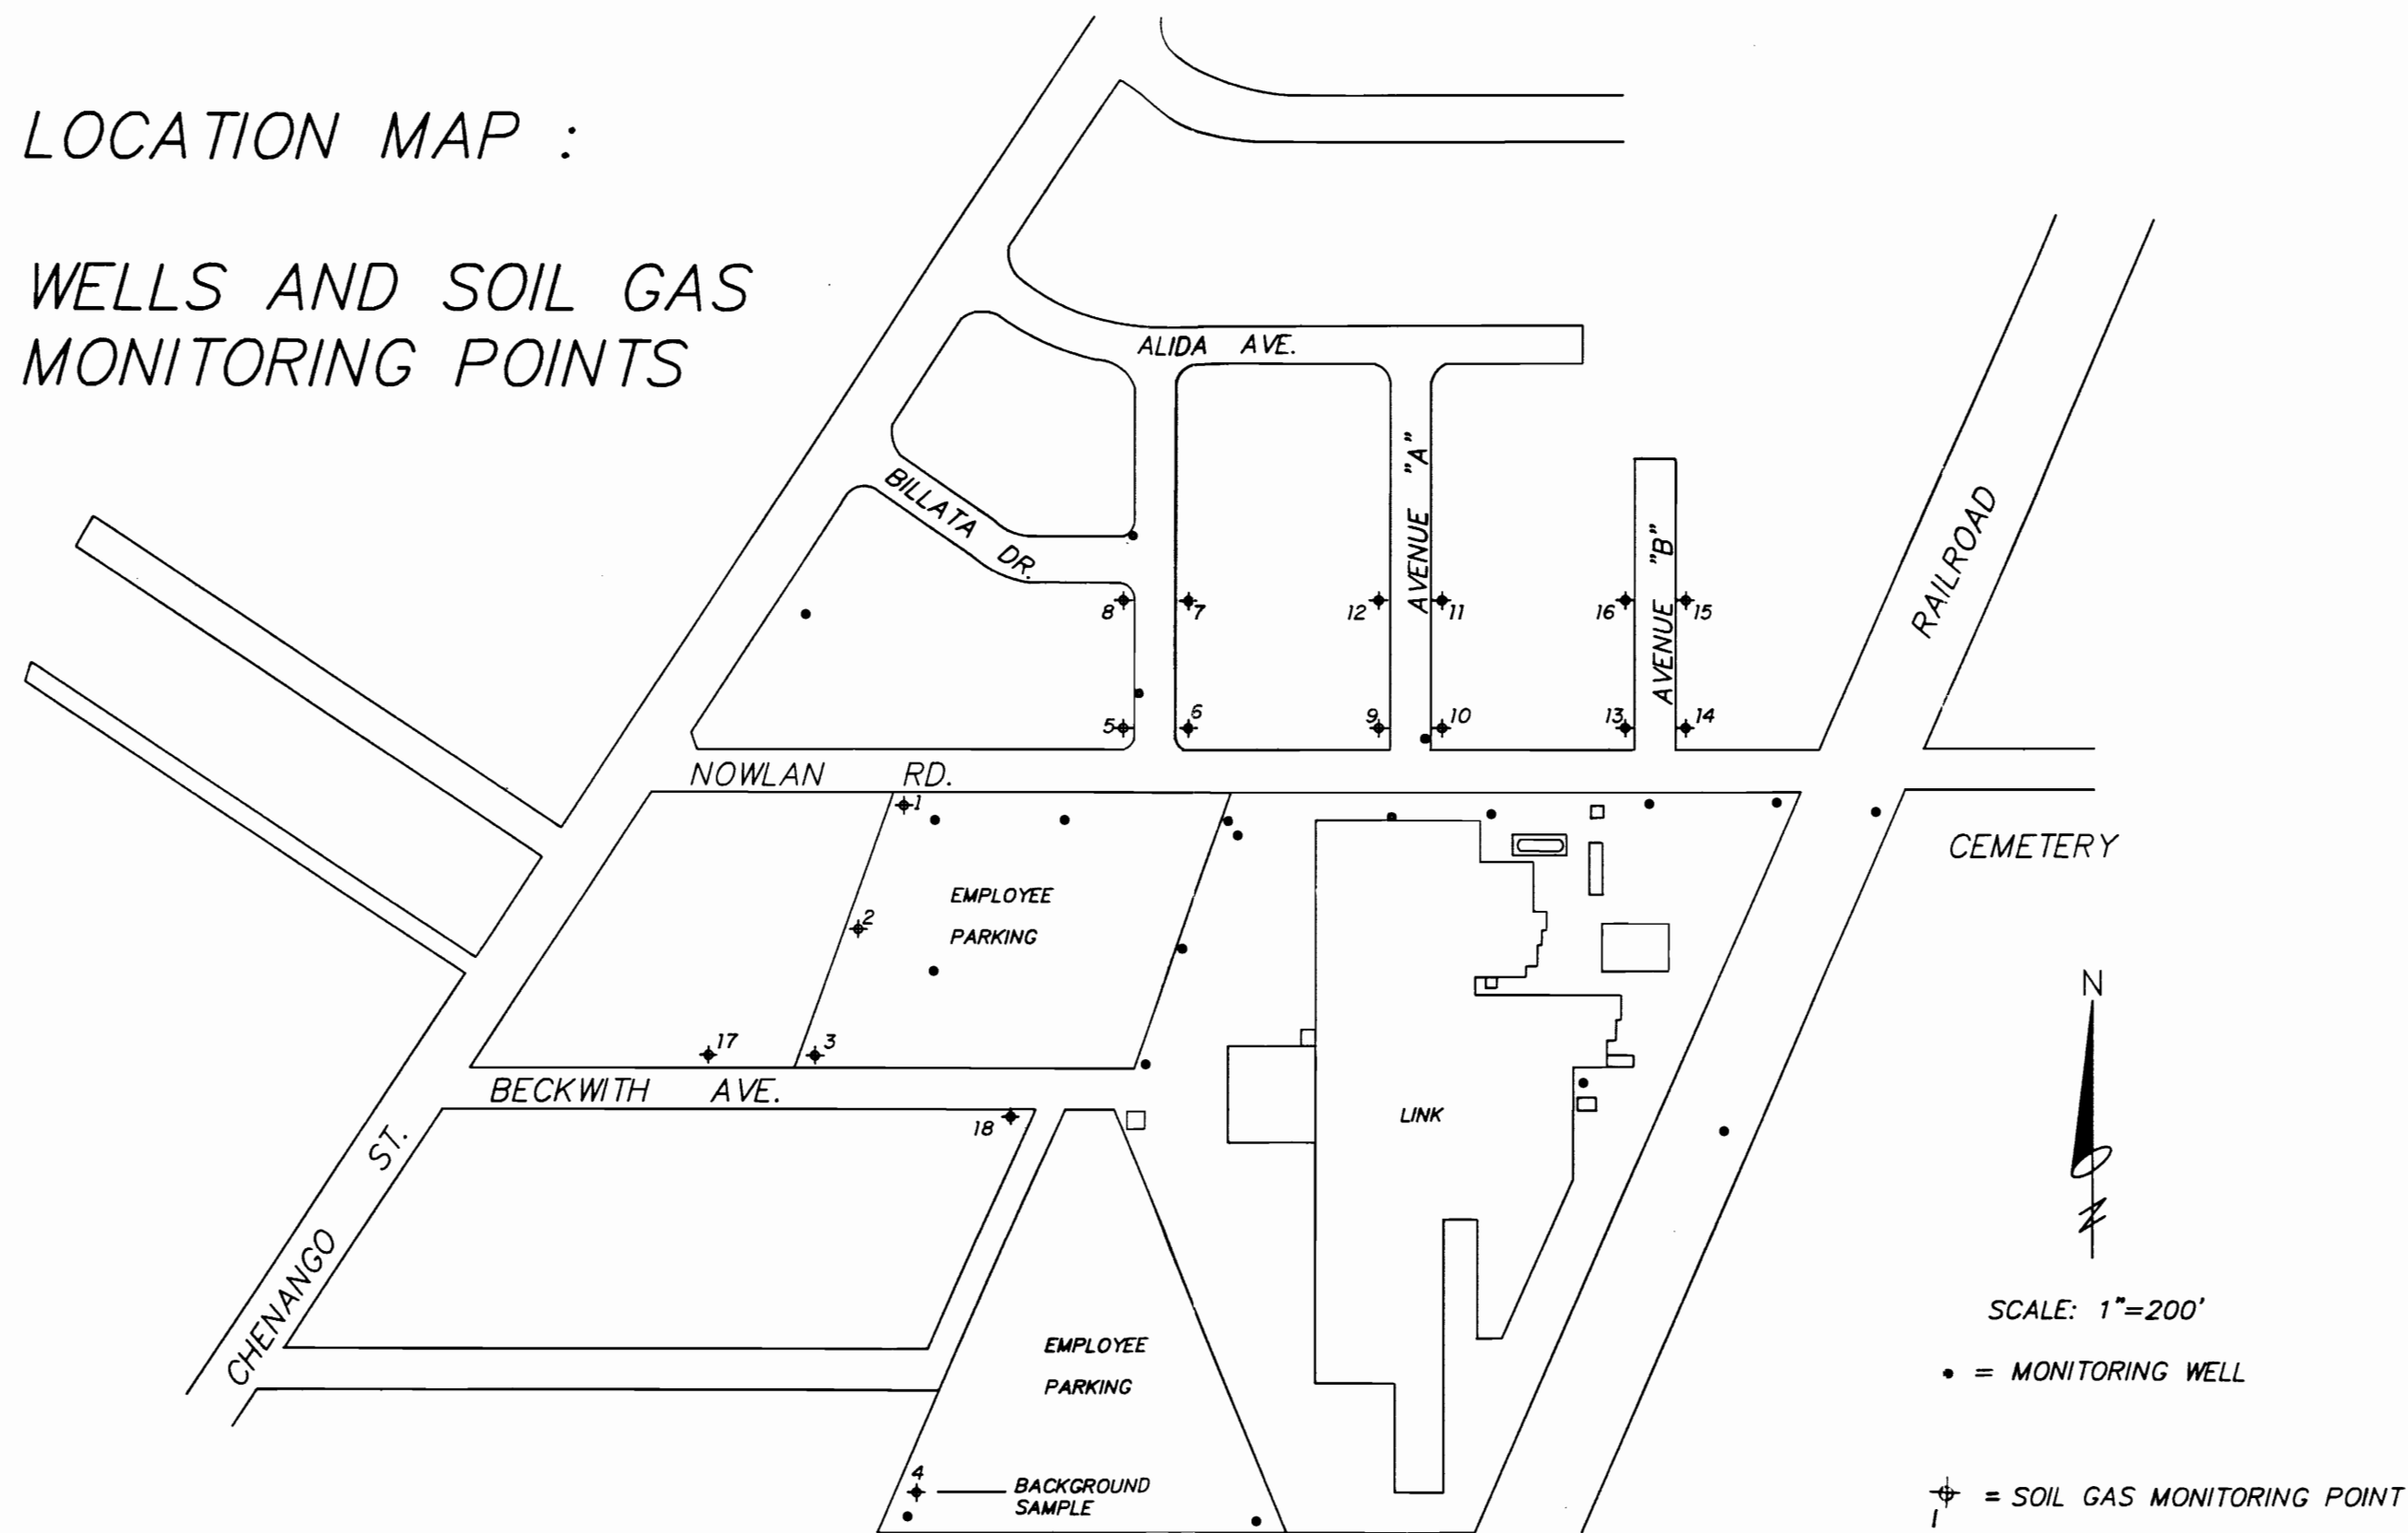 LOCATION MAP :
WELLS AND SOIL GAS
MONITORING POINTS
ALIDA AVE.
BILLATA DR.
AVENUE "A"
AVENUE "B"
RAILROAD
8
7
12
11
16
15
5
6
9
10
13
14
NOWLAN RD.
1
CEMETERY
EMPLOYEE
PARKING
2
N
17
3
BECKWITH AVE.
18
LINK
CHENANGO ST.
SCALE: 1"=200'
EMPLOYEE
PARKING
• = MONITORING WELL
4
BACKGROUND
SAMPLE
= SOIL GAS MONITORING POINT
1